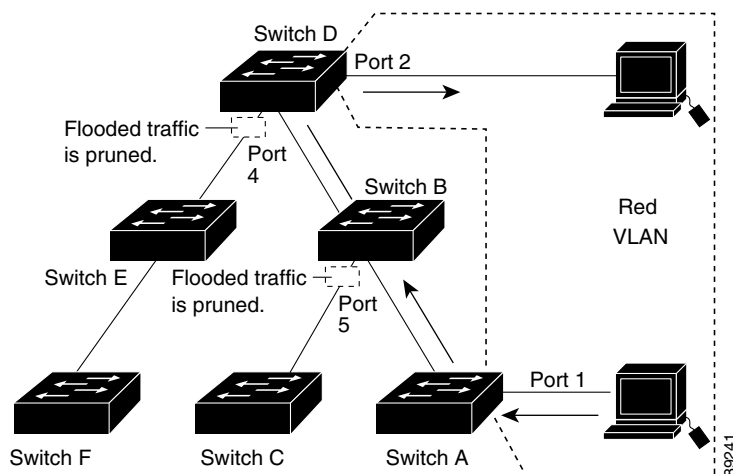 Switch D
Port 2
Flooded traffic
is pruned.
Port
4
Switch B
Red
VLAN
Switch E
Flooded traffic
is pruned.
Port
5
Port 1
Switch F
Switch C
Switch A